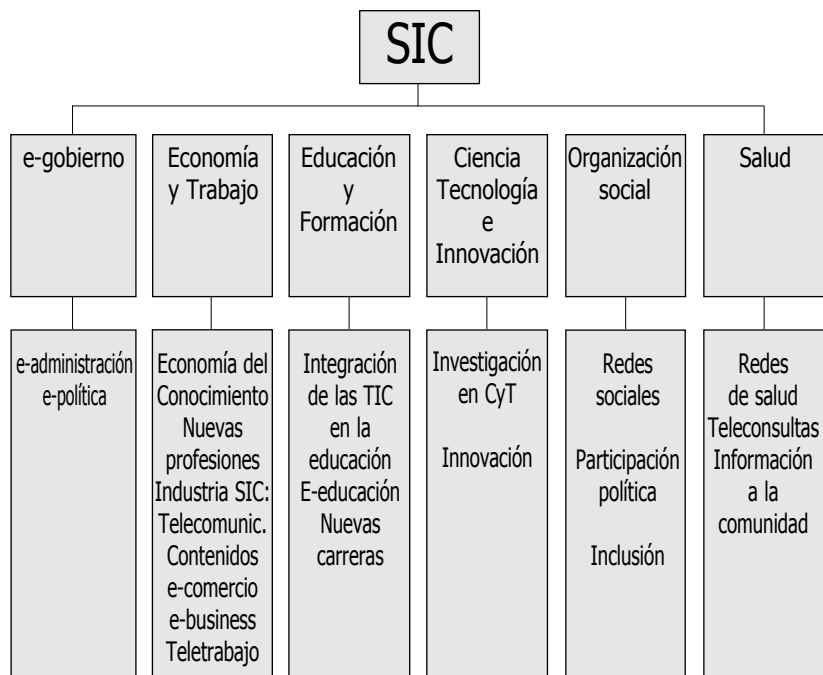 SIC
e-gobierno
Economía
y Trabajo
Educación
y
Formación
Ciencia
Tecnología
e
Innovación
Organización
social
Salud
e-administración
e-política
Economía del
Conocimiento
Nuevas
profesiones
Industria SIC:
Telecomunic.
Contenidos
e-comercio
e-business
Teletrabajo
Integración
de las TIC
en la
educación
E-educación
Nuevas
carreras
Investigación
en CyT
Innovación
Redes
sociales
Participación
política
Inclusión
Redes
de salud
Teleconsultas
Información
a la
comunidad